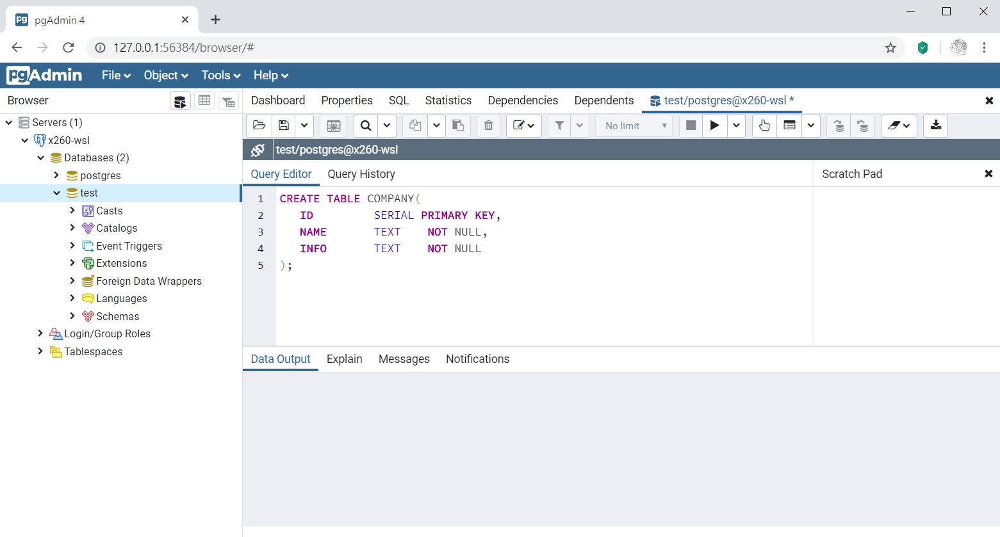 pg pgAdmin 4
127.0.0.1:56384/browser/#
pgAdmin File Object Tools Help
Browser
Dashboard Properties SQL Statistics Dependencies Dependents test/postgres@x260-wsl *
Servers (1)
x260-wsl
Databases (2)
postgres
test
Casts
Catalogs
Event Triggers
Extensions
Foreign Data Wrappers
Languages
Schemas
Login/Group Roles
Tablespaces
No limit
test/postgres@x260-wsl
Query Editor Query History
Scratch Pad
1 CREATE TABLE COMPANY(
2    ID         SERIAL PRIMARY KEY,
3    NAME       TEXT    NOT NULL,
4    INFO       TEXT    NOT NULL
5 );
Data Output Explain Messages Notifications